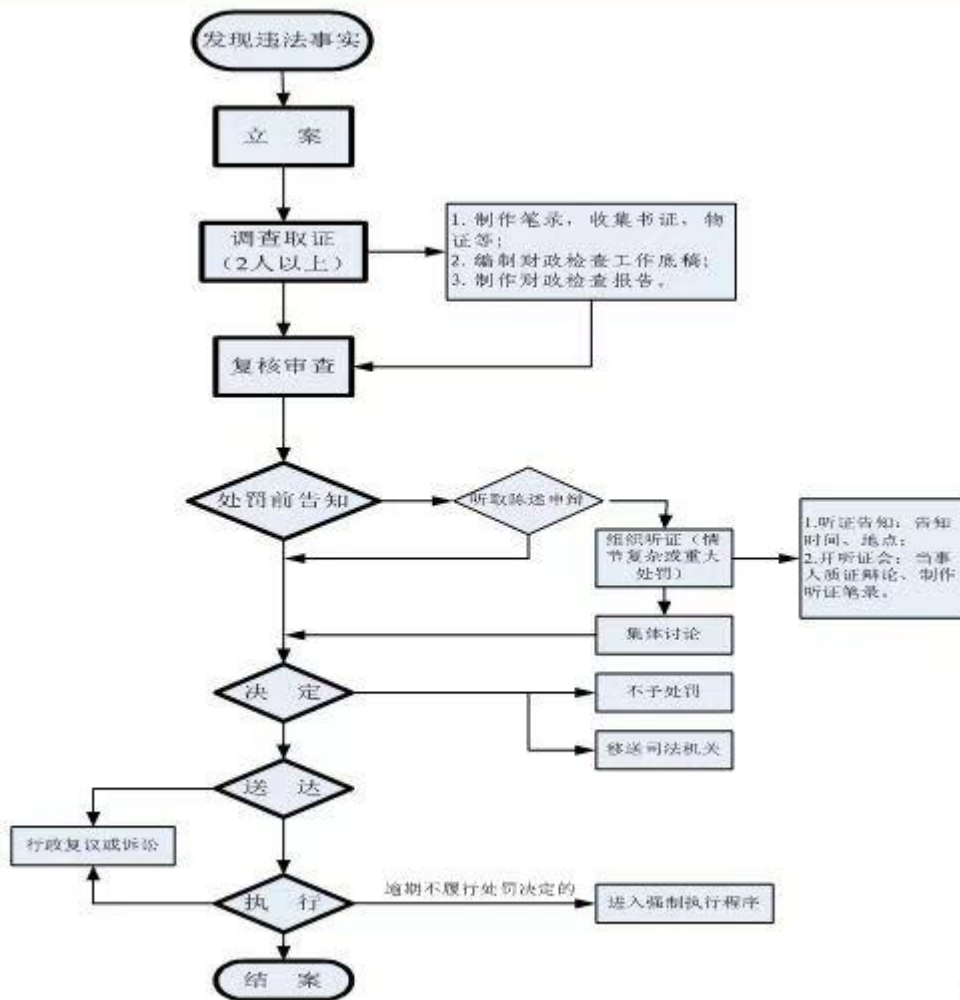 发现违法事实
立 案
调查取证
(2人以上)
1. 制作笔录, 收集书证, 物
证等;
2. 编制财政检查工作底稿;
3. 制作财政检查报告。
复核审查
处罚前告知
听取陈述申辩
组织听证(情
节复杂或重大
处罚)
1.听证告知: 告知
时间、地点;
2.开听证会: 当事
人质证辩论、制作
听证笔录。
集体讨论
决 定
不予处罚
移送司法机关
送 达
行政复议或诉讼
执 行
逾期不履行处罚决定的
进入强制执行程序
结 案